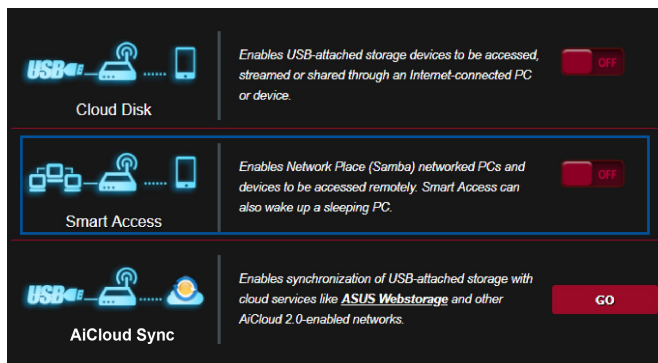 USB
Cloud Disk
Enables USB-attached storage devices to be accessed,
streamed or shared through an Internet-connected PC
or device.
OFF
Smart Access
Enables Network Place (Samba) networked PCs and
devices to be accessed remotely. Smart Access can
also wake up a sleeping PC.
OFF
USB
AiCloud Sync
Enables synchronization of USB-attached storage with
cloud services like ASUS Webstorage and other
AiCloud 2.0-enabled networks.
GO